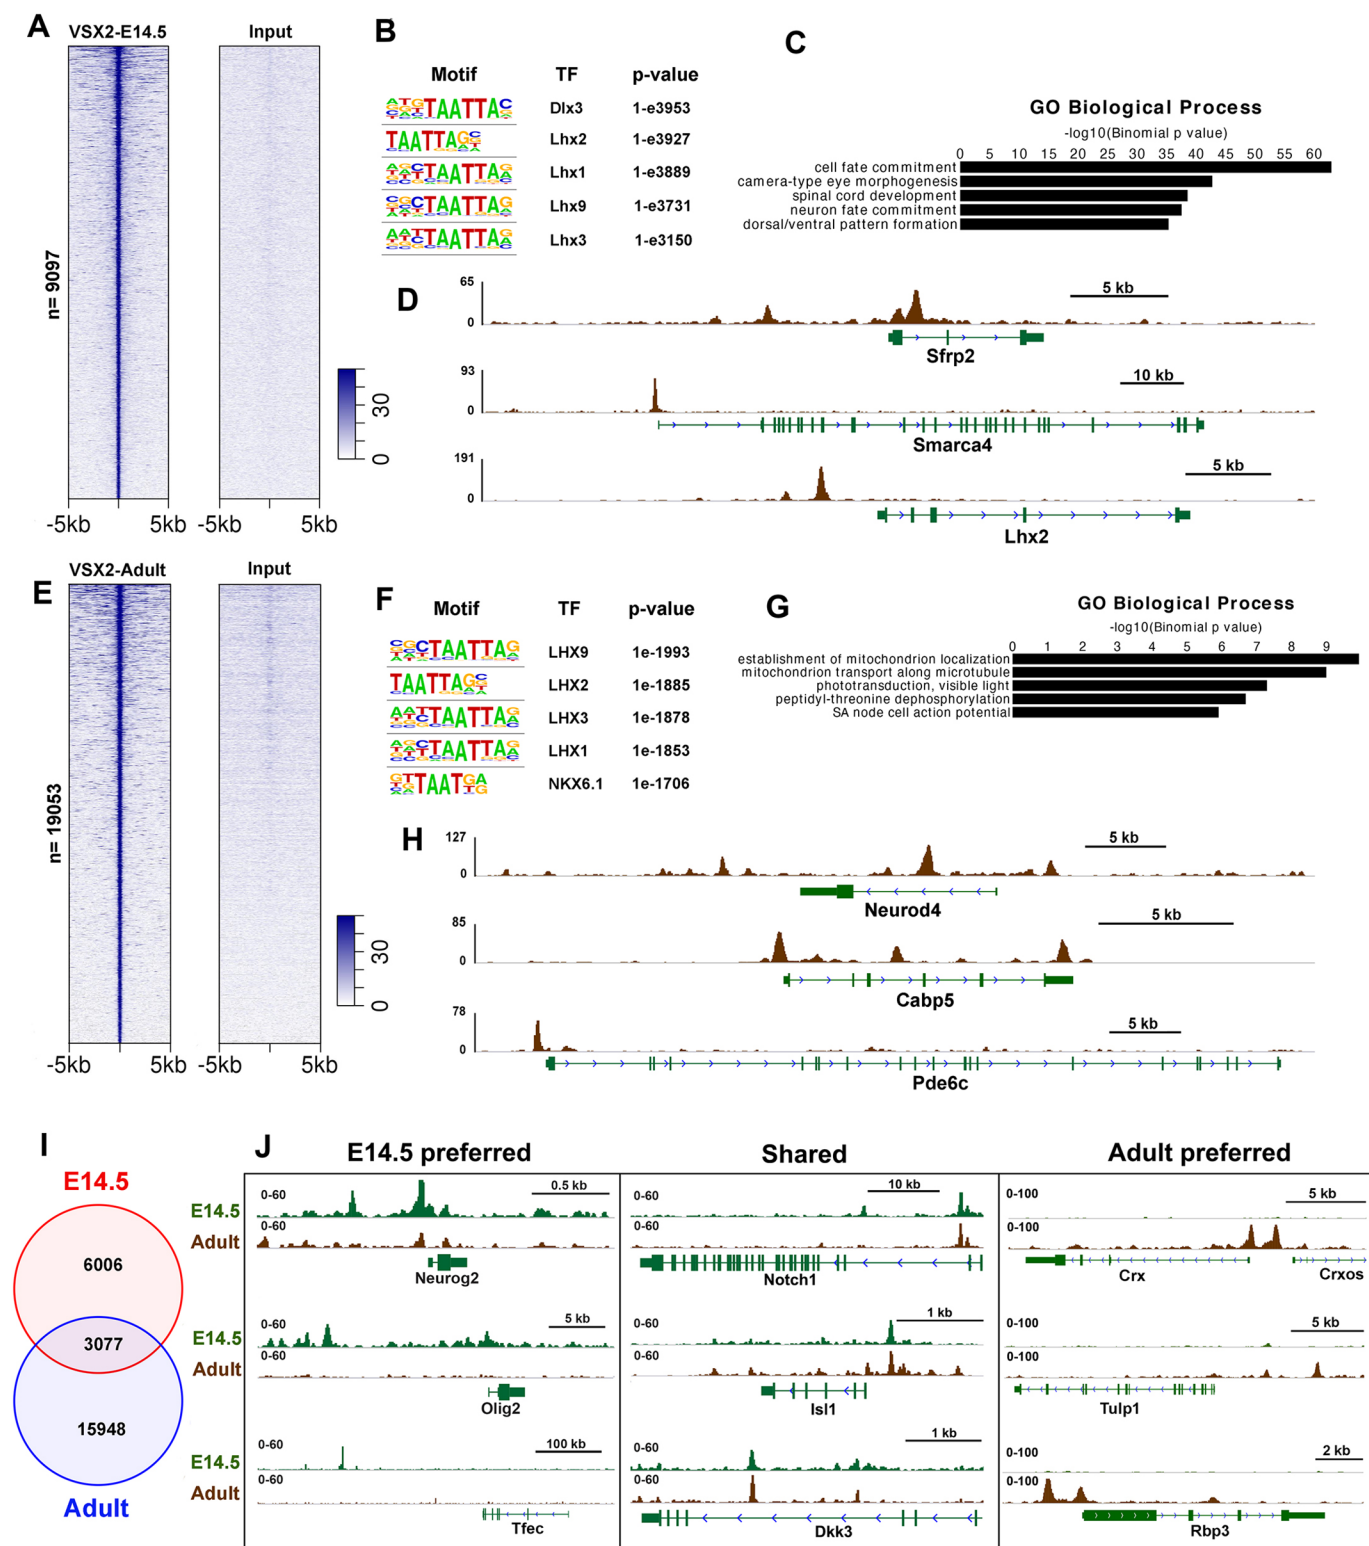 A
VSX2-E14.5
Input
n= 9097
-5kb
5kb
-5kb
5kb
30
0
B
Motif TF p-value
ATGTAATTAC Dlx3 1-e3953
TAATTAG Lhx2 1-e3927
AGCTAATTAG Lhx1 1-e3889
CGCTAATTAG Lhx9 1-e3731
AATTAATTAG Lhx3 1-e3150
C
GO Biological Process
-log10(Binomial p value)
0 5 10 15 20 25 30 35 40 45 50 55 60
cell fate commitment
camera-type eye morphogenesis
spinal cord development
neuron fate commitment
dorsal/ventral pattern formation
D
65
0
5 kb
Sfrp2
93
0
10 kb
Smarca4
191
0
5 kb
Lhx2
E
VSX2-Adult
Input
n= 19053
-5kb
5kb
-5kb
5kb
30
0
F
Motif TF p-value
CGCTAATTAG LHX9 1e-1993
TAATTAG LHX2 1e-1885
AATTAATTAG LHX3 1e-1878
AGCTAATTAG LHX1 1e-1853
GTTAATGA NKX6.1 1e-1706
G
GO Biological Process
-log10(Binomial p value)
0 1 2 3 4 5 6 7 8 9
establishment of mitochondrion localization
mitochondrion transport along microtubule
phototransduction, visible light
peptidyl-threonine dephosphorylation
SA node cell action potential
H
127
0
5 kb
Neurod4
85
0
5 kb
Cabp5
78
0
5 kb
Pde6c
I
E14.5
6006
3077
15948
Adult
J
E14.5 preferred
E14.5
0-60
0.5 kb
Adult
0-60
Neurog2
E14.5
0-60
5 kb
Adult
0-60
Olig2
E14.5
0-60
100 kb
Adult
0-60
Tfec
Shared
0-60
10 kb
0-60
Notch1
0-60
1 kb
0-60
Isl1
0-60
1 kb
0-60
Dkk3
Adult preferred
0-100
5 kb
0-100
Crx
Crxos
0-100
5 kb
0-100
Tulp1
0-100
2 kb
0-100
Rbp3